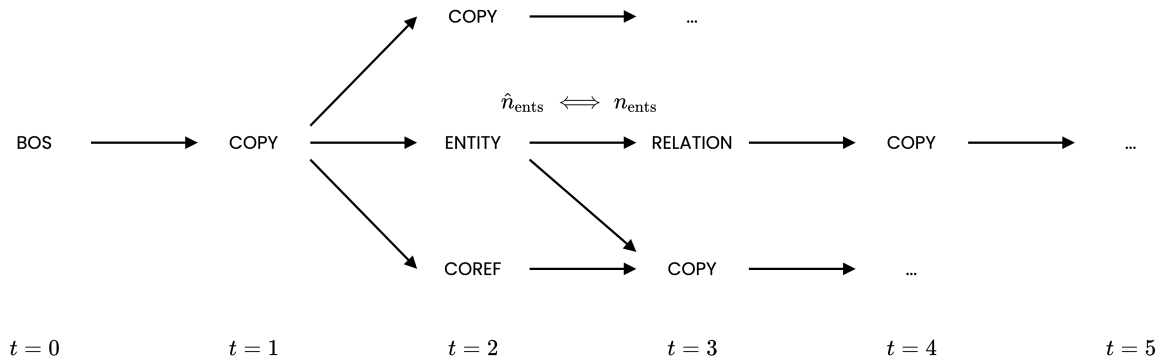 COPY ...
n̂ents ⟺ nents
BOS COPY ENTITY RELATION COPY ...
COREF COPY ...
t = 0 t = 1 t = 2 t = 3 t = 4 t = 5